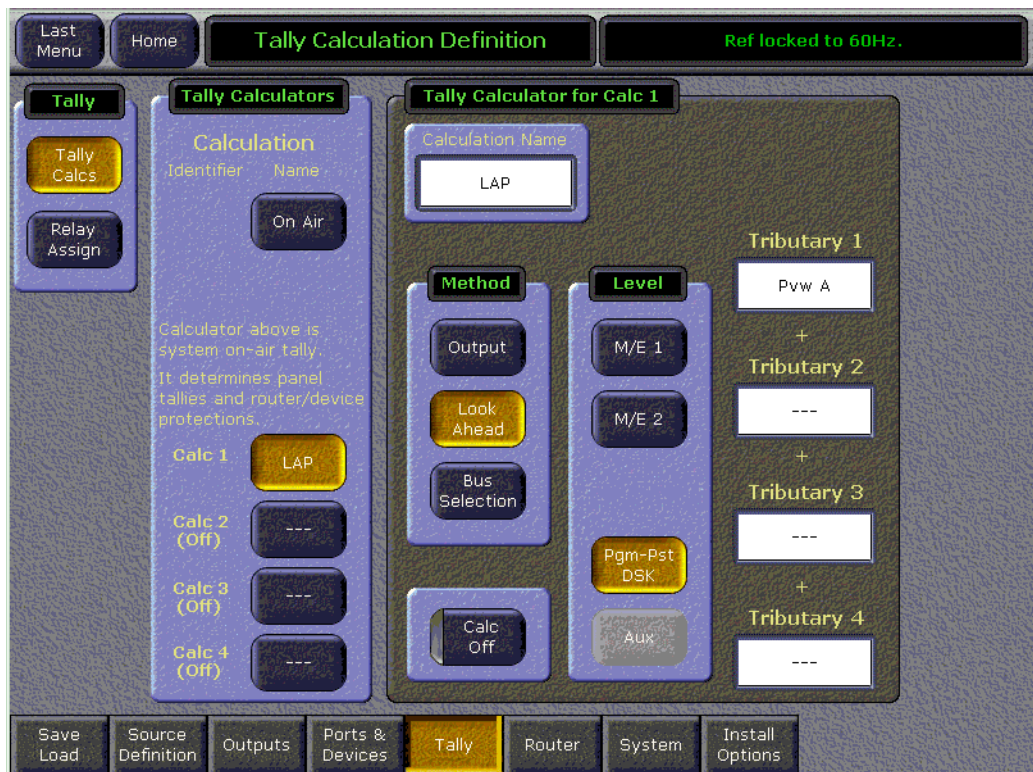 Last
Menu
Home
Tally Calculation Definition
Ref locked to 60Hz.
Tally
Tally
Calcs
Relay
Assign
Tally Calculators
Calculation
Identifier Name
On Air
Calculator above is
system on-air tally.
It determines panel
tallies and router/device
protections.
Calc 1
LAP
Calc 2
(Off)
---
Calc 3
(Off)
---
Calc 4
(Off)
---
Tally Calculator for Calc 1
Calculation Name
LAP
Method
Output
Look
Ahead
Bus
Selection
Calc
Off
Level
M/E 1
M/E 2
Pgm-Pst
DSK
Aux
Tributary 1
Pvw A
+
Tributary 2
---
+
Tributary 3
---
+
Tributary 4
---
Save
Load
Source
Definition
Outputs
Ports &
Devices
Tally
Router
System
Install
Options